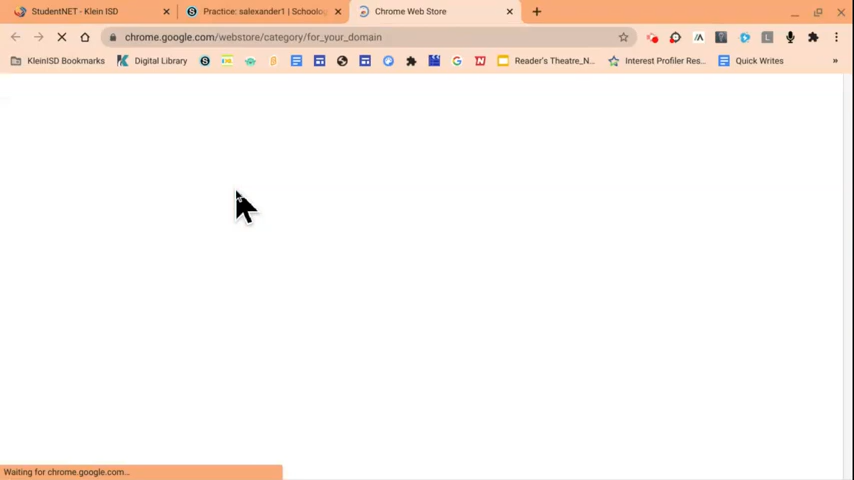 StudentNET - Klein ISD
Practice: salexander1 | Schoolog
Chrome Web Store
chrome.google.com/webstore/category/for_your_domain
KleinISD Bookmarks
Digital Library
Reader's Theatre_N...
Interest Profiler Res...
Quick Writes
Waiting for chrome.google.com...